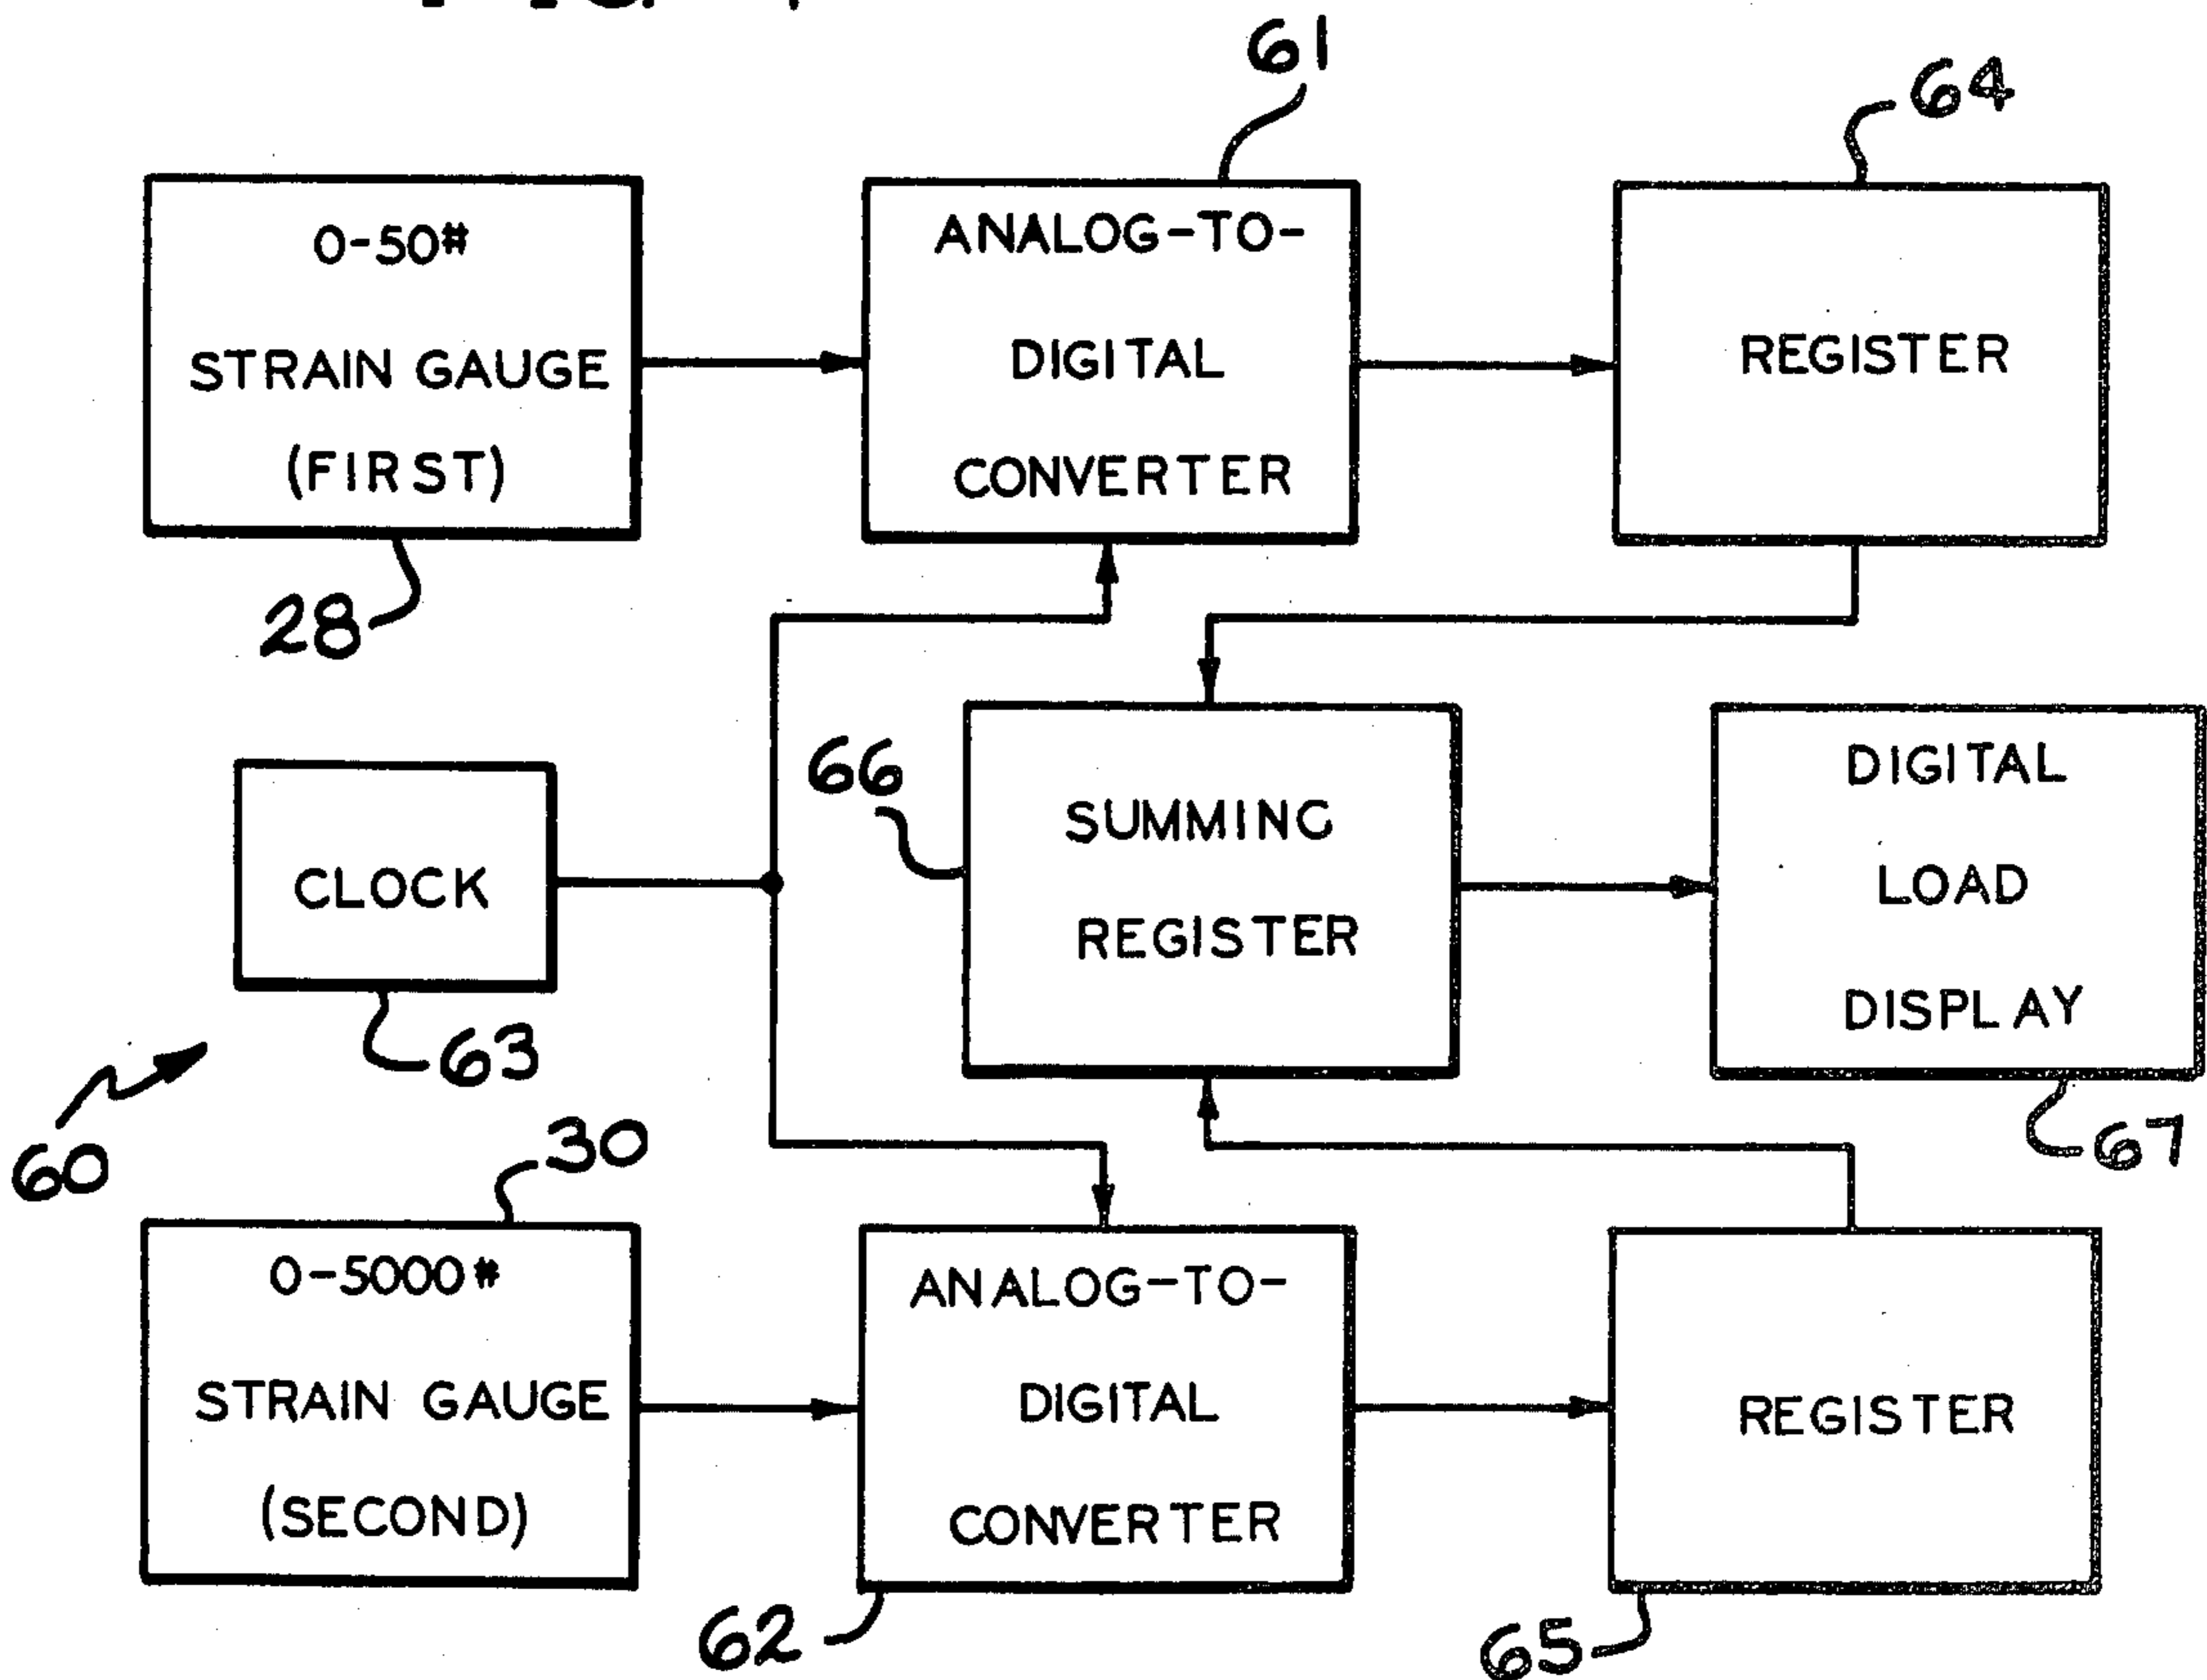 61
64
0-50#
STRAIN GAUGE
(FIRST)
28
ANALOG-TO-
DIGITAL
CONVERTER
REGISTER
CLOCK
63
66
SUMMING
REGISTER
DIGITAL
LOAD
DISPLAY
67
60
30
0-5000#
STRAIN GAUGE
(SECOND)
ANALOG-TO-
DIGITAL
CONVERTER
62
REGISTER
65